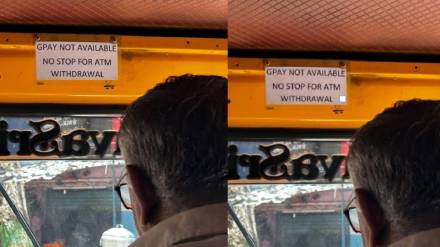 GPAY NOT AVAILABLE
NO STOP FOR ATM
WITHDRAWAL
GPAY NOT AVAILABLE
NO STOP FOR ATM
WITHDRAWAL